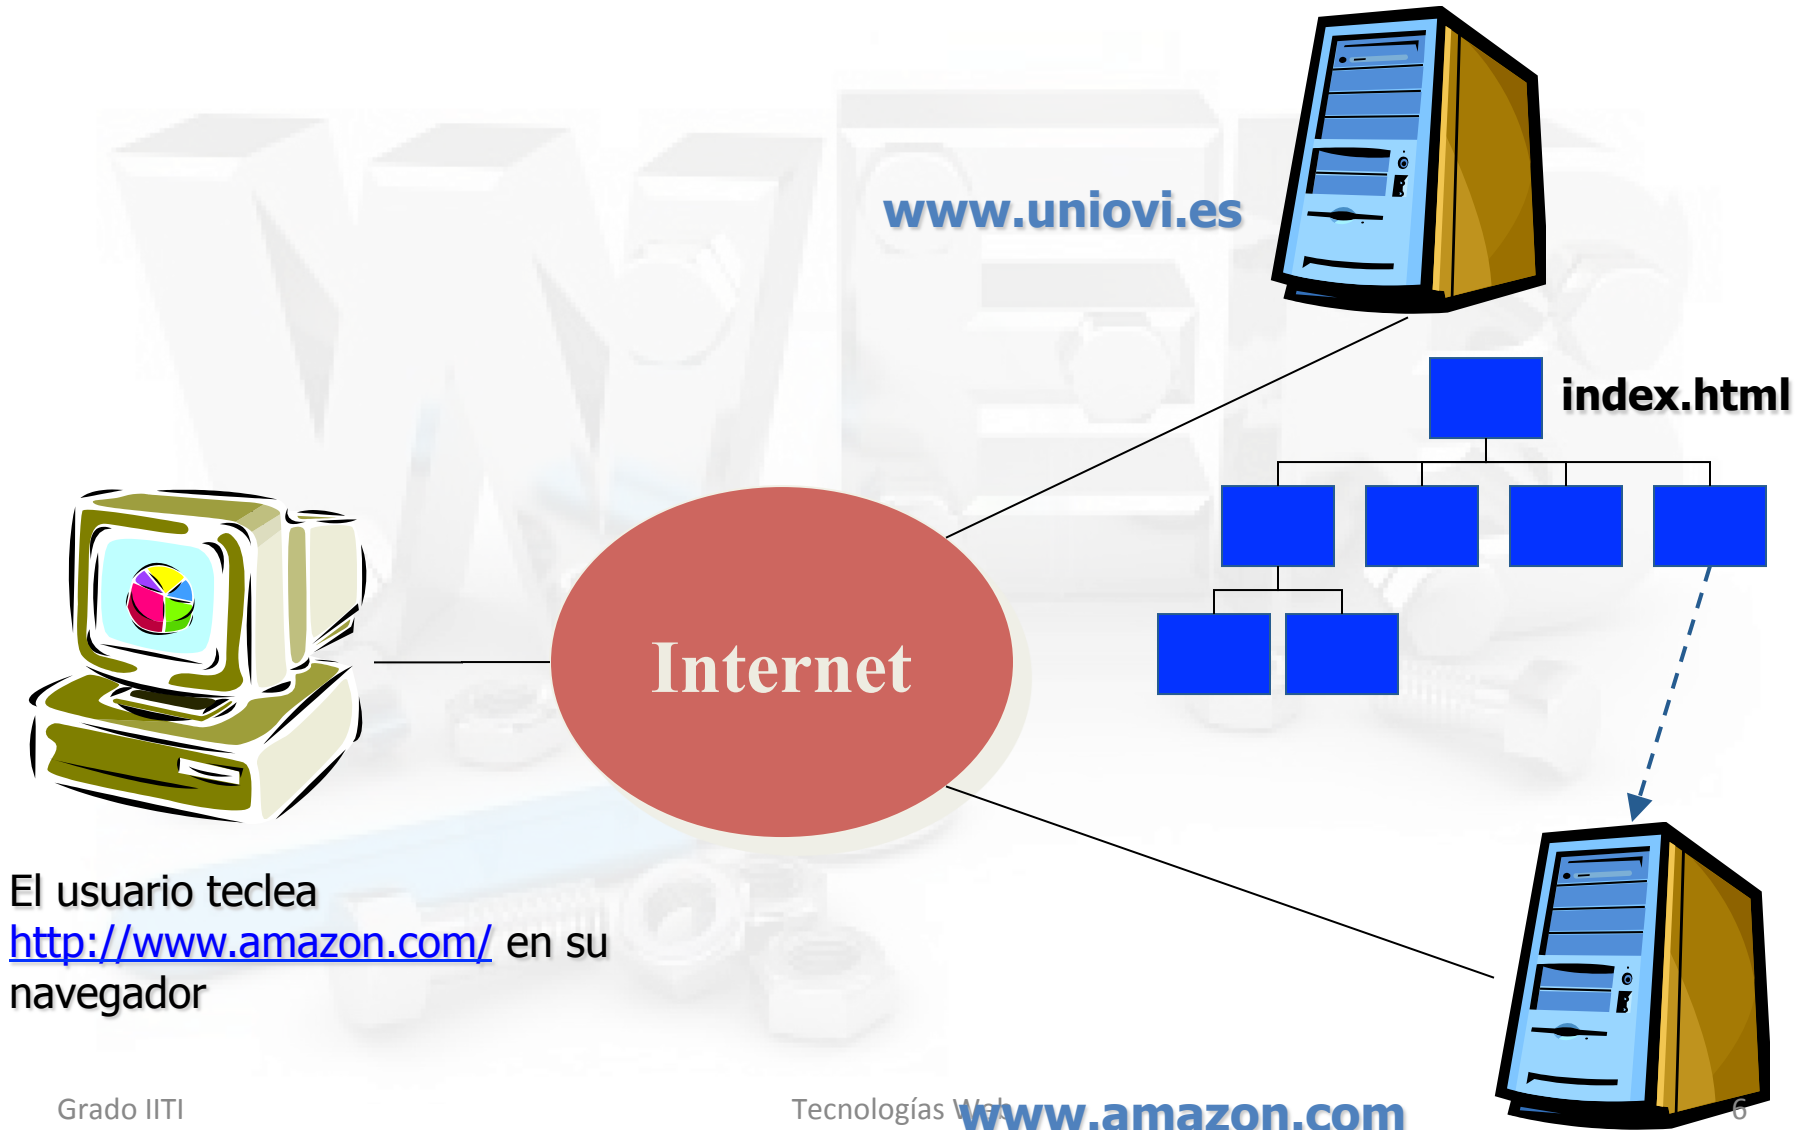 www.uniovi.es
index.html
Internet
El usuario teclea
http://www.amazon.com/ en su
navegador
Grado IITI
Tecnologías Web
www.amazon.com
6